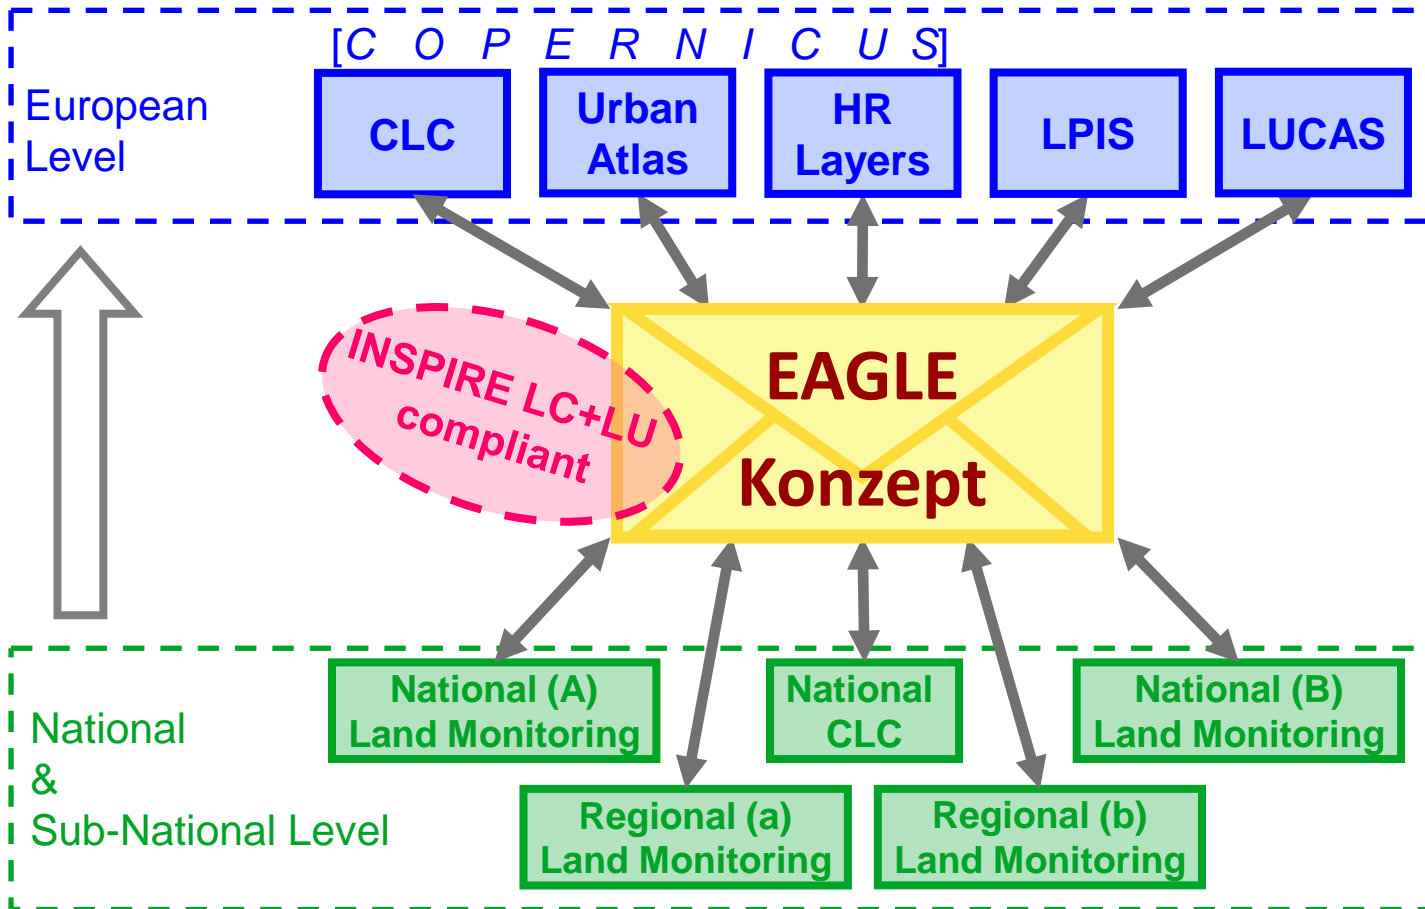 [C O P E R N I C U S]
European
Level
CLC
Urban
Atlas
HR
Layers
LPIS
LUCAS
INSPIRE LC+LU
compliant
EAGLE
Konzept
National
&
Sub-National Level
National (A)
Land Monitoring
National
CLC
National (B)
Land Monitoring
Regional (a)
Land Monitoring
Regional (b)
Land Monitoring